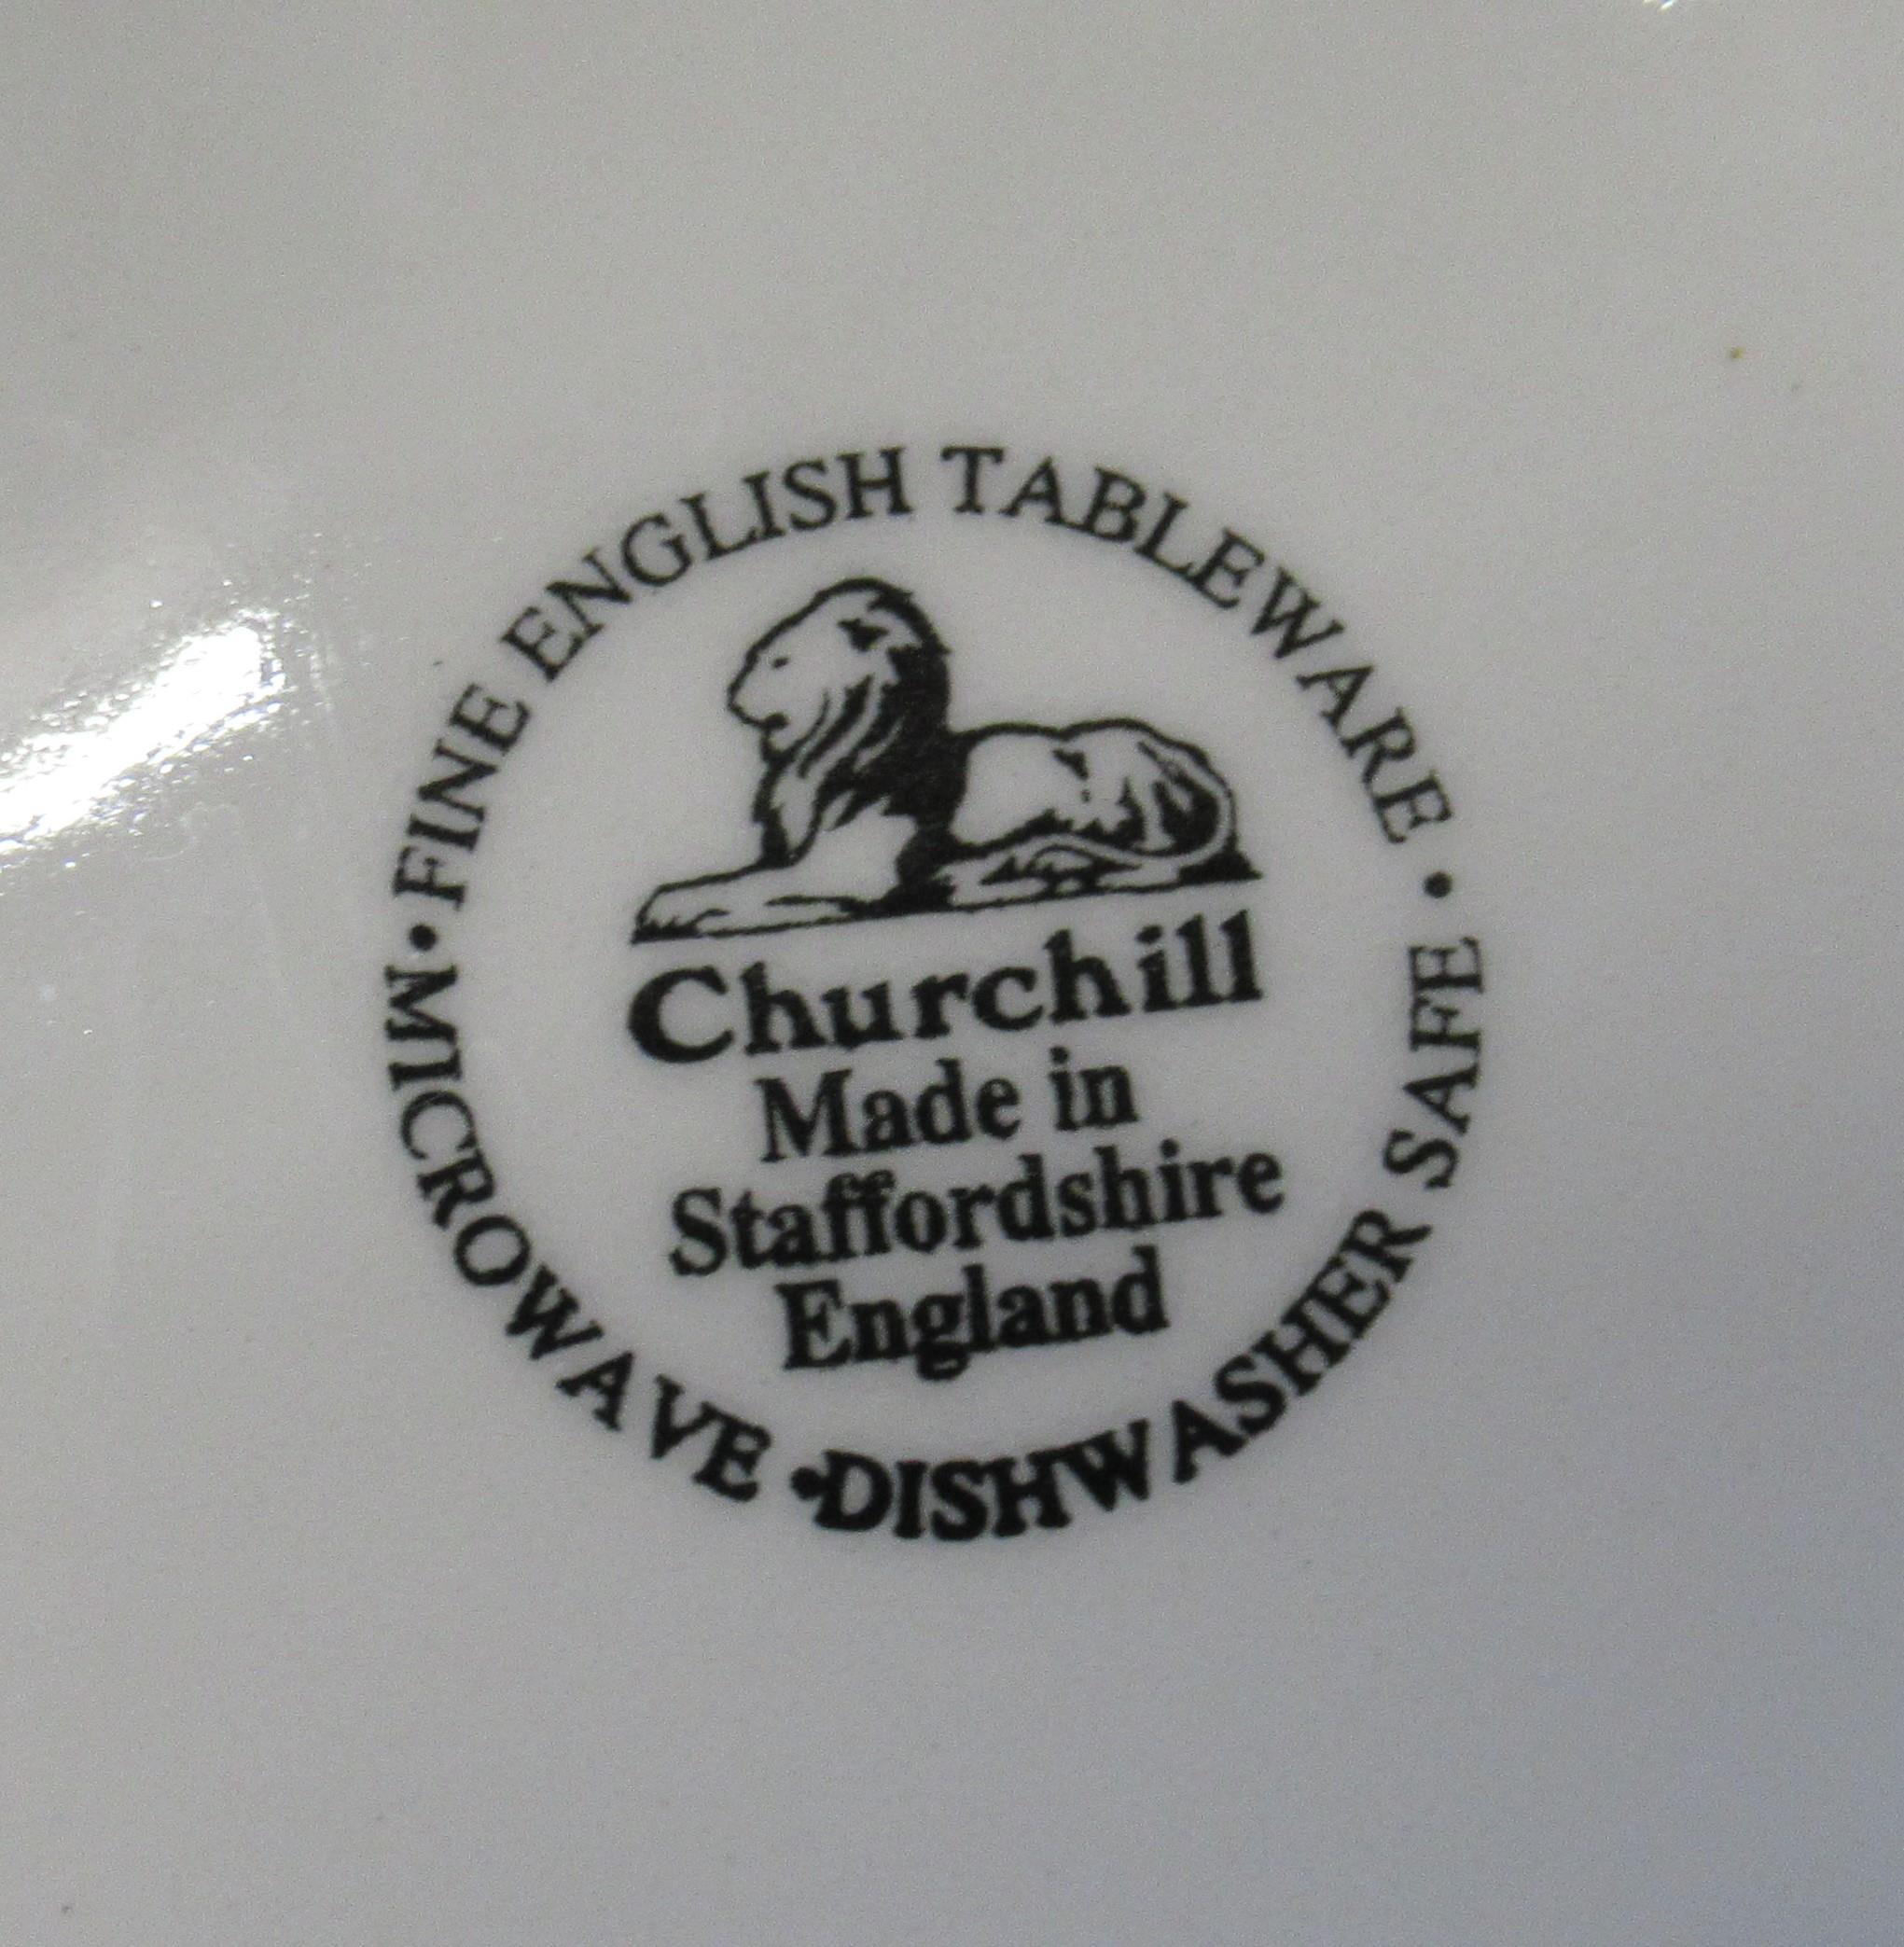 • FINE ENGLISH TABLEWARE •
Churchill
Made in
Staffordshire
England
MICROWAVE • DISHWASHER SAFE